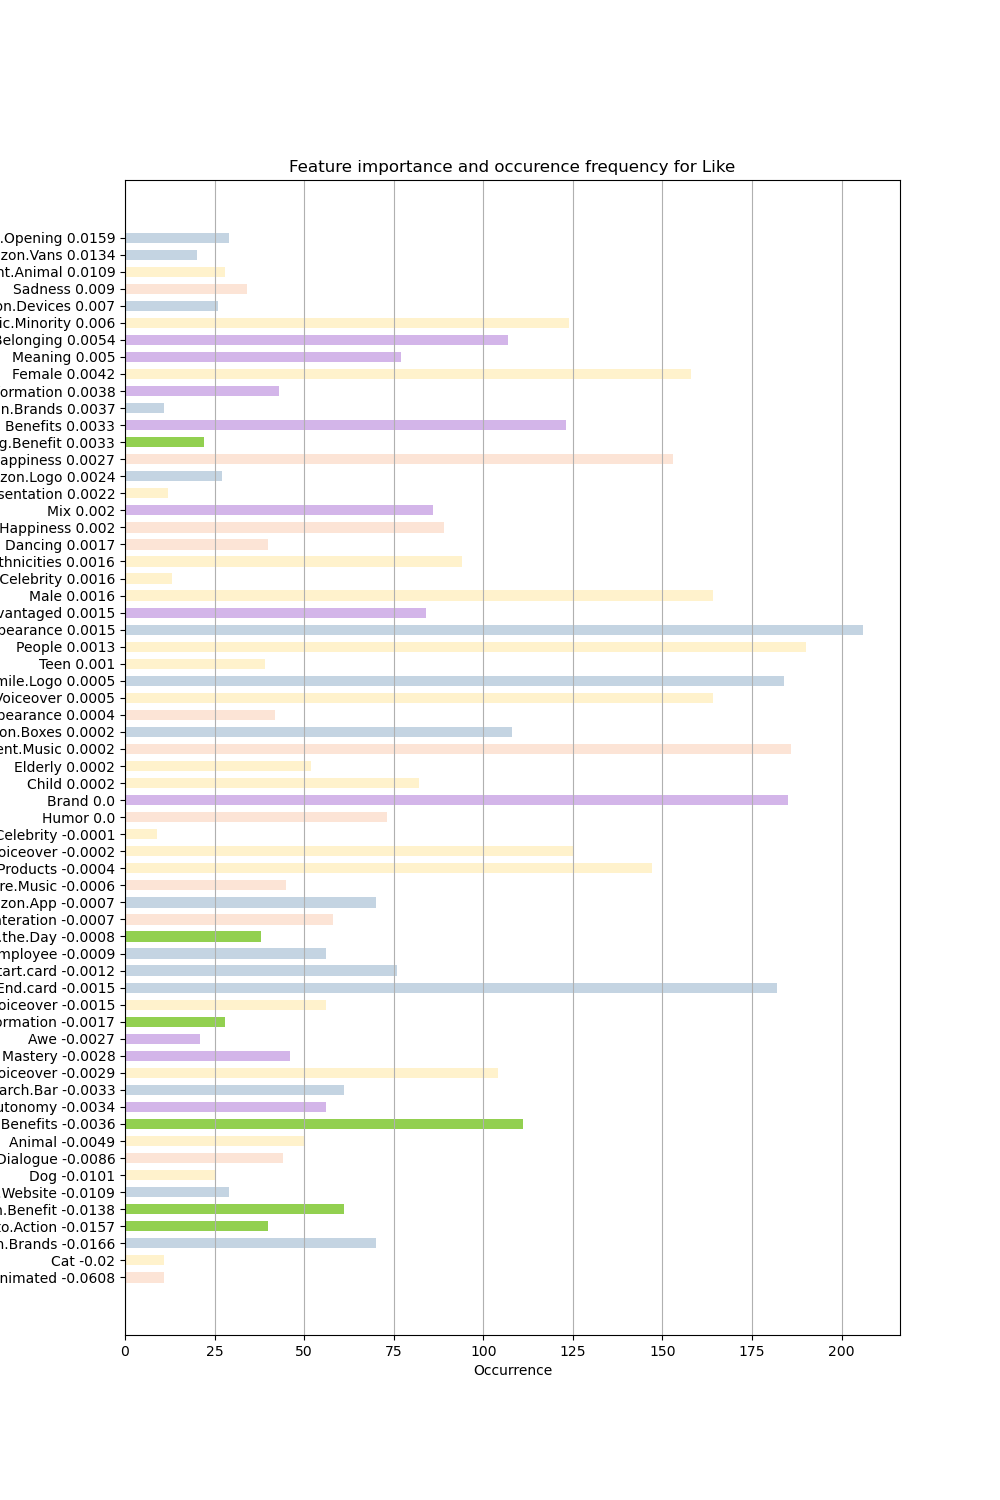 Feature importance and occurence frequency for Like
.Opening 0.0159
zon.Vans 0.0134
nt.Animal 0.0109
Sadness 0.009
on.Devices 0.007
ic.Minority 0.006
Belonging 0.0054
Meaning 0.005
Female 0.0042
ormation 0.0038
n.Brands 0.0037
Benefits 0.0033
g.Benefit 0.0033
appiness 0.0027
zon.Logo 0.0024
sentation 0.0022
Mix 0.002
Happiness 0.002
Dancing 0.0017
thnicities 0.0016
Celebrity 0.0016
Male 0.0016
vantaged 0.0015
pearance 0.0015
People 0.0013
Teen 0.001
mile.Logo 0.0005
Voiceover 0.0005
pearance 0.0004
on.Boxes 0.0002
ent.Music 0.0002
Elderly 0.0002
Child 0.0002
Brand 0.0
Humor 0.0
Celebrity -0.0001
oiceover -0.0002
Products -0.0004
re.Music -0.0006
zon.App -0.0007
nteration -0.0007
.the.Day -0.0008
mployee -0.0009
tart.card -0.0012
End.card -0.0015
oiceover -0.0015
ormation -0.0017
Awe -0.0027
Mastery -0.0028
oiceover -0.0029
arch.Bar -0.0033
utonomy -0.0034
Benefits -0.0036
Animal -0.0049
Dialogue -0.0086
Dog -0.0101
.Website -0.0109
n.Benefit -0.0138
to.Action -0.0157
n.Brands -0.0166
Cat -0.02
nimated -0.0608
0 25 50 75 100 125 150 175 200
Occurrence